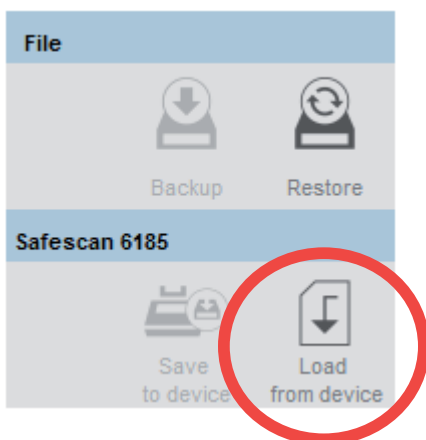 File
Backup Restore
Safescan 6185
Save Load
to device from device